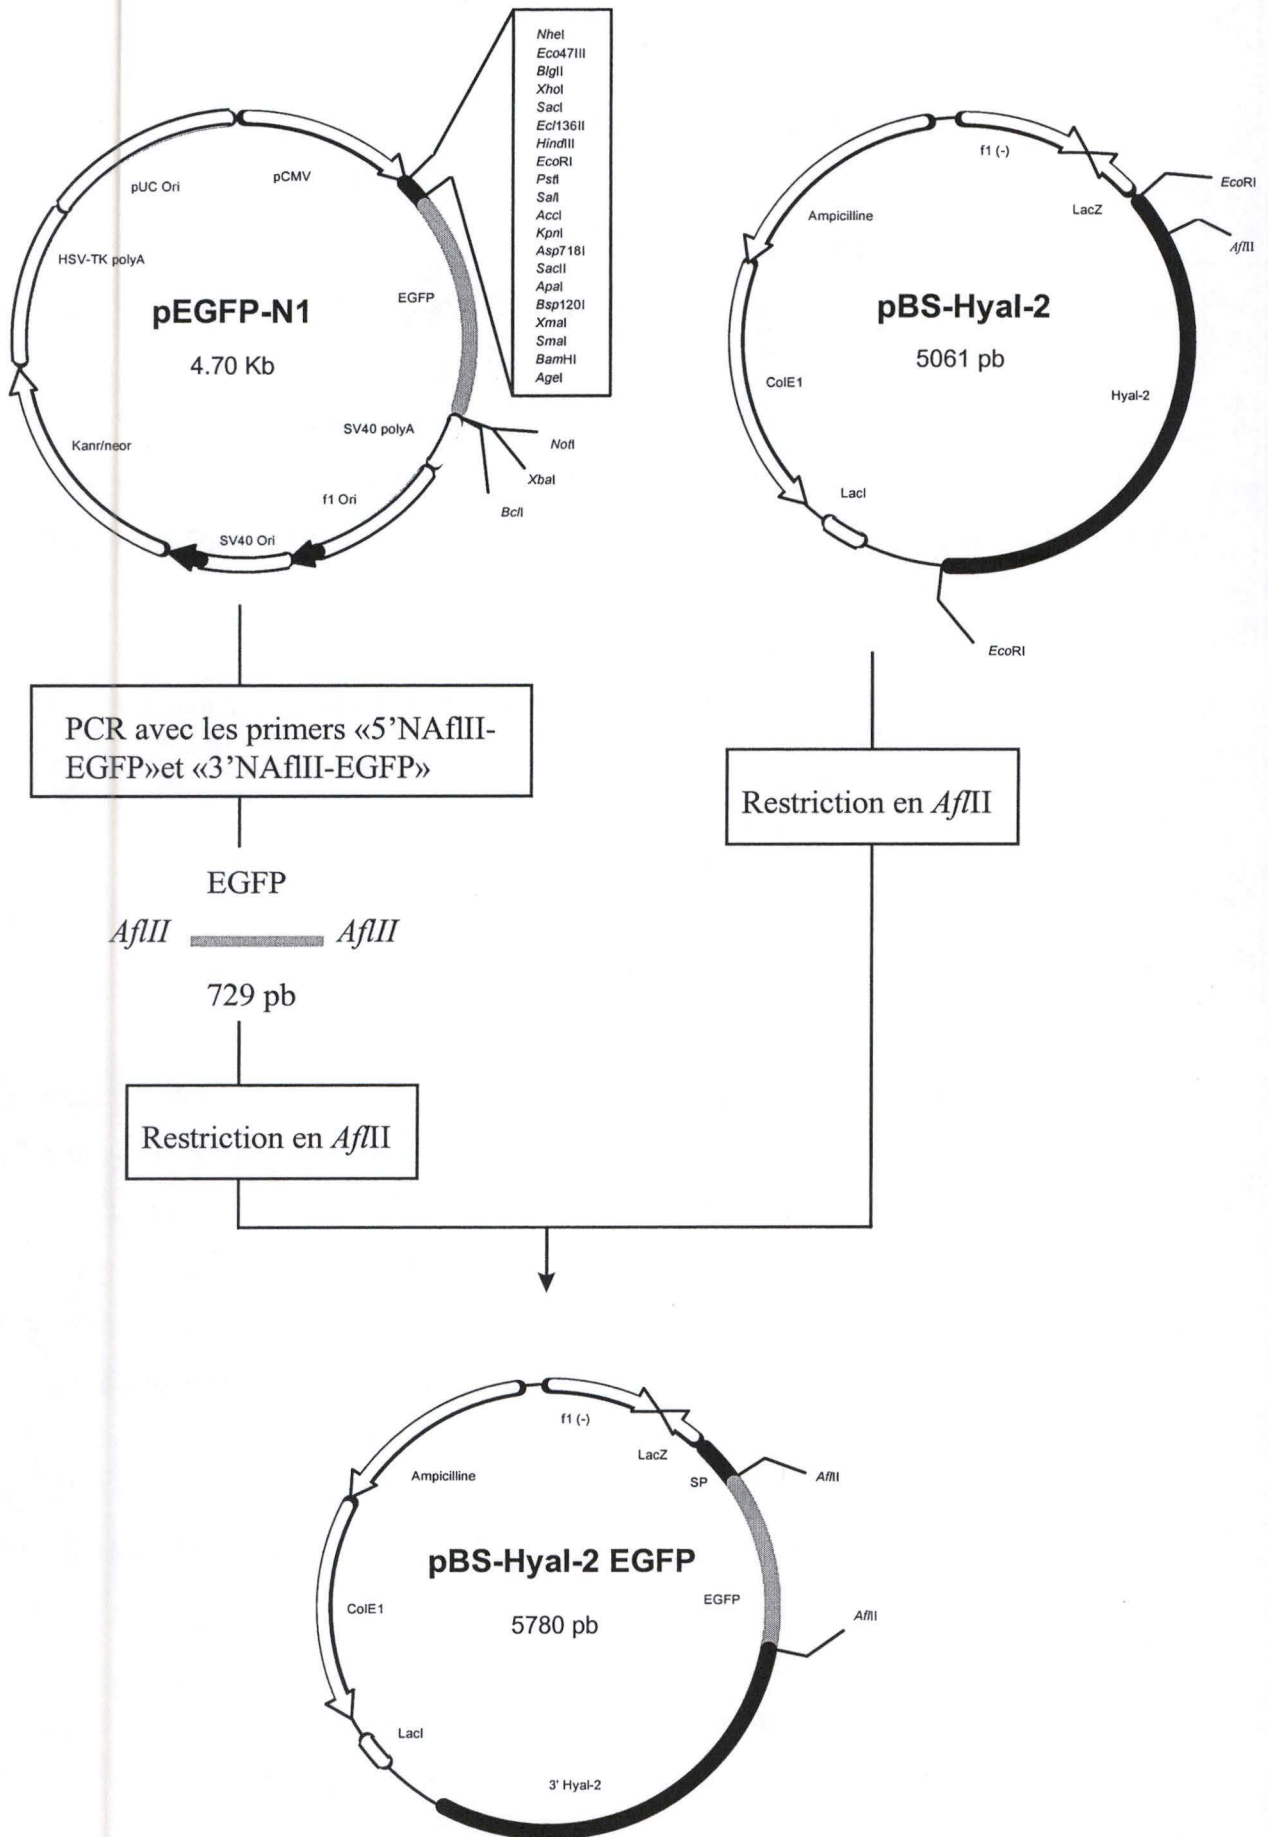 NheI
Eco47III
BlgII
XhoI
SacI
Ecl136II
HindIII
EcoRI
PstI
SalI
AccI
KpnI
Asp718I
SacII
ApaI
Bsp120I
XmaI
SmaI
BamHI
AgeI
pUC Ori
pCMV
HSV-TK polyA
EGFP
pEGFP-N1
4.70 Kb
Kanr/neor
SV40 polyA
NotI
XbaI
BclI
f1 Ori
SV40 Ori
f1 (-)
EcoRI
LacZ
AflII
Ampicilline
pBS-Hyal-2
5061 pb
ColE1
Hyal-2
LacI
EcoRI
PCR avec les primers «5'NAflII-
EGFP»et «3'NAflII-EGFP»
Restriction en AflII
EGFP
AflII
AflII
729 pb
Restriction en AflII
f1 (-)
LacZ
SP
AflII
Ampicilline
pBS-Hyal-2 EGFP
5780 pb
ColE1
EGFP
AflII
LacI
3' Hyal-2